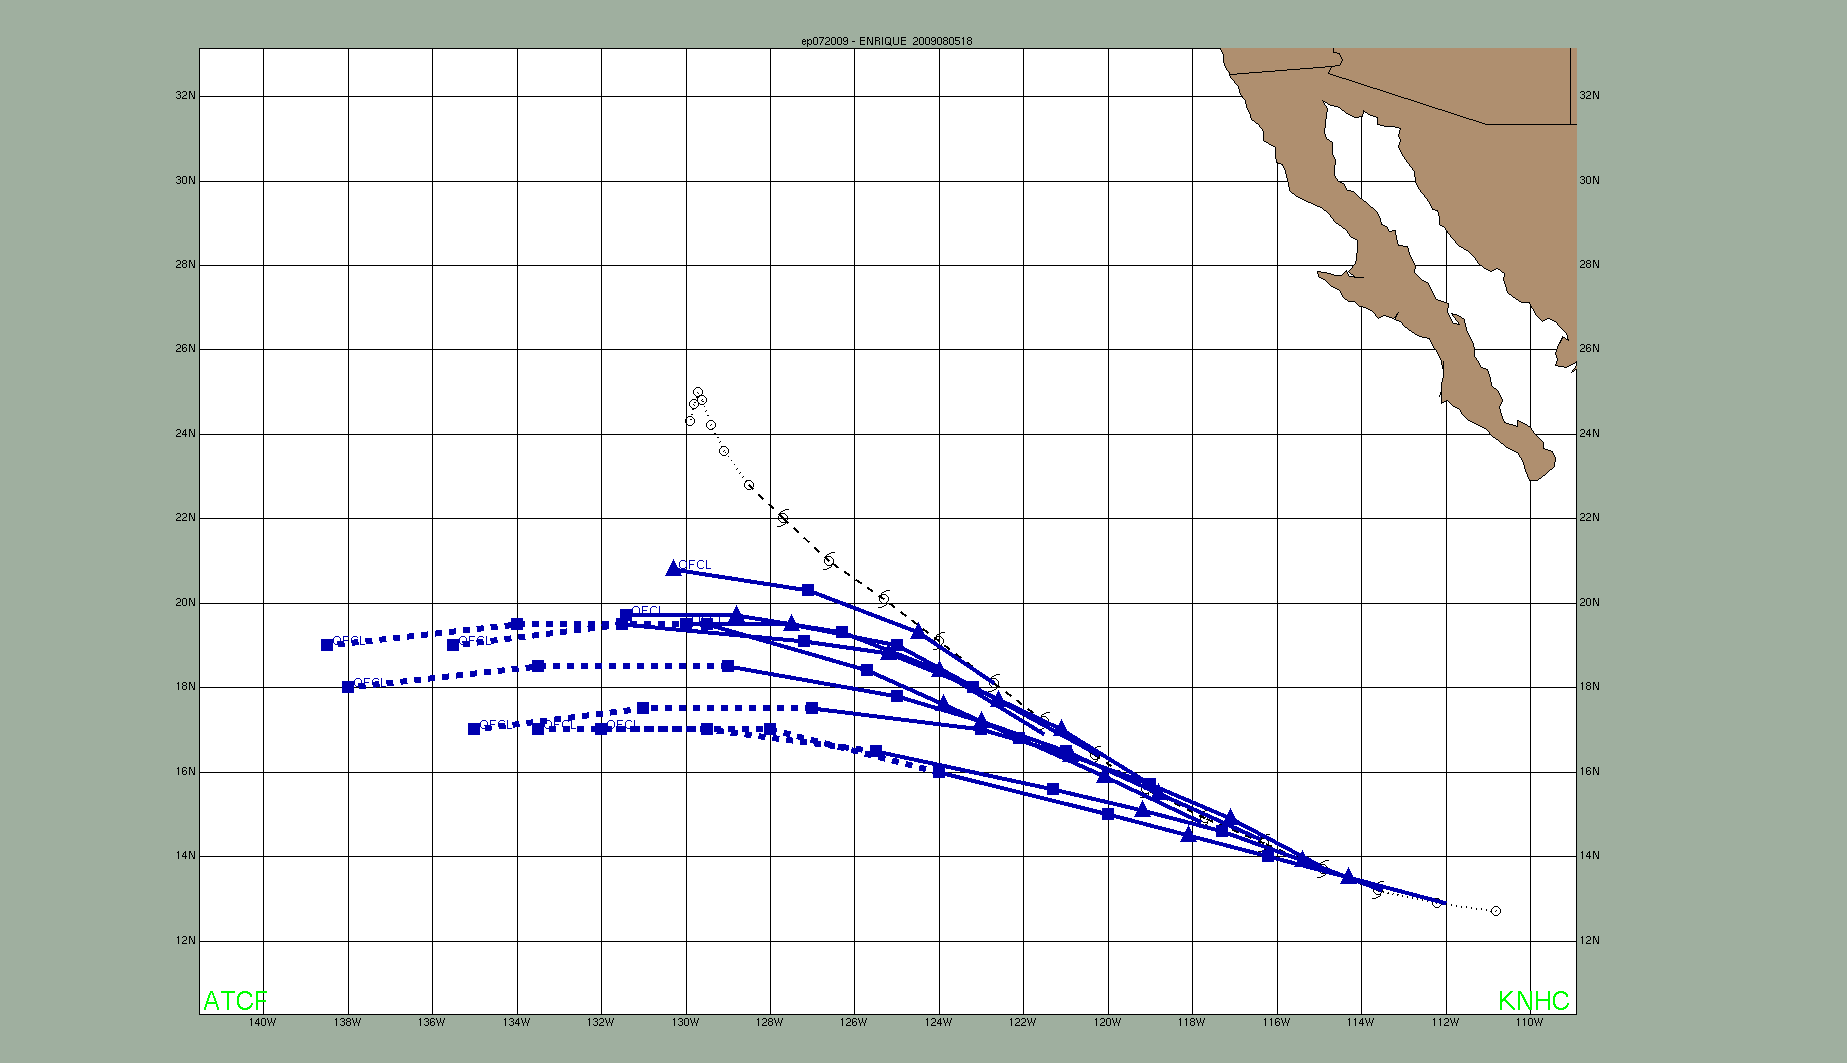 ep072009 - ENRIQUE 2009080518
32N 32N
30N 30N
28N 28N
26N 26N
24N 24N
22N 22N
OFCL
20N 20N
OFCL
OFCL OFCL
18N OFCL 18N
OFCL OFCL OFCL
16N 16N
14N 14N
12N 12N
ATCF KNHC
140W 138W 136W 134W 132W 130W 128W 126W 124W 122W 120W 118W 116W 114W 112W 110W